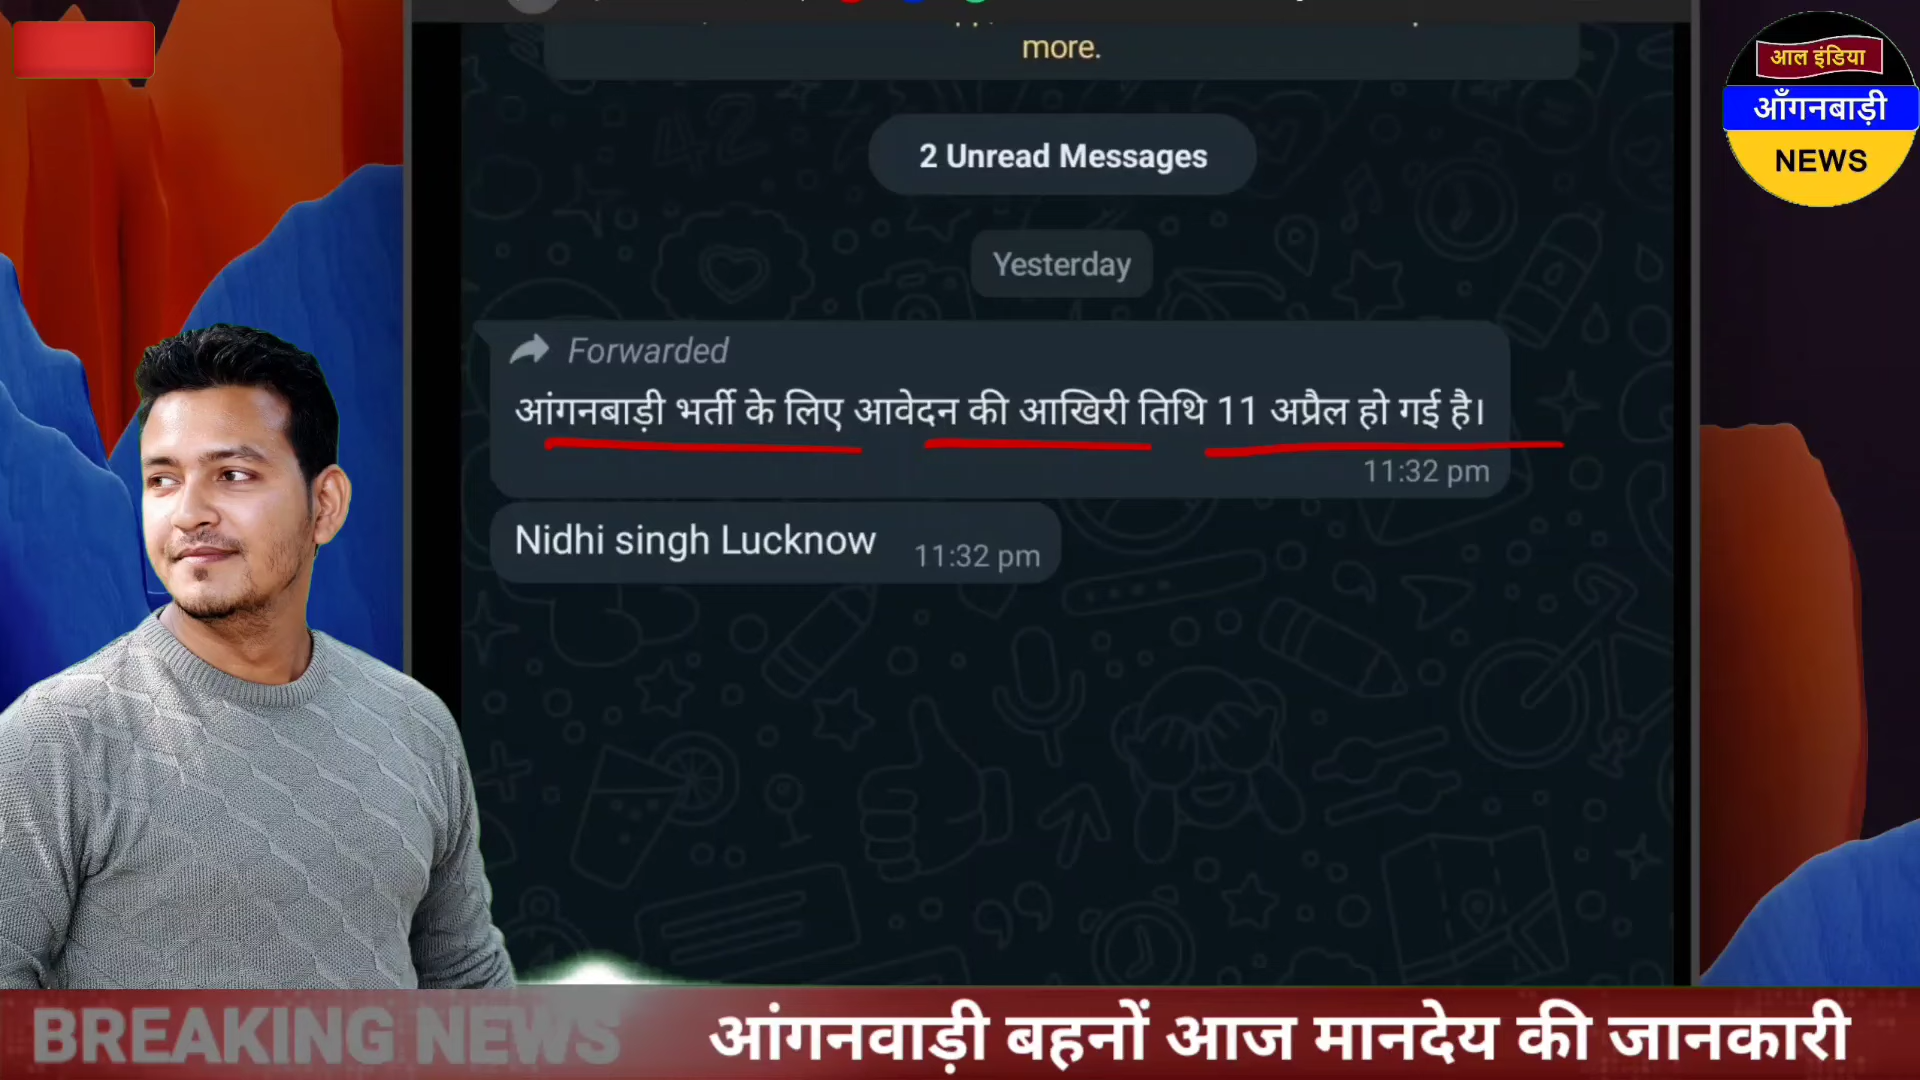 more.
आल इंडिया
आँगनबाड़ी
NEWS
2 Unread Messages
Yesterday
Forwarded
आंगनबाड़ी भर्ती के लिए आवेदन की आखिरी तिथि 11 अप्रैल हो गई है।
11:32 pm
Nidhi singh Lucknow
11:32 pm
BREAKING NEWS
आंगनवाड़ी बहनों आज मानदेय की जानकारी